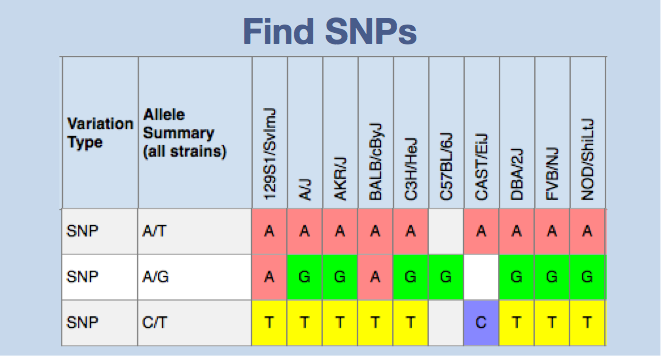 Find SNPs
Variation Type
Allele Summary (all strains)
129S1/SvImJ
A/J
AKR/J
BALB/cByJ
C3H/HeJ
C57BL/6J
CAST/EiJ
DBA/2J
FVB/NJ
NOD/ShiLtJ
SNP A/T A A A A A A A A A
SNP A/G A G G A G G G G G
SNP C/T T T T T T C T T T